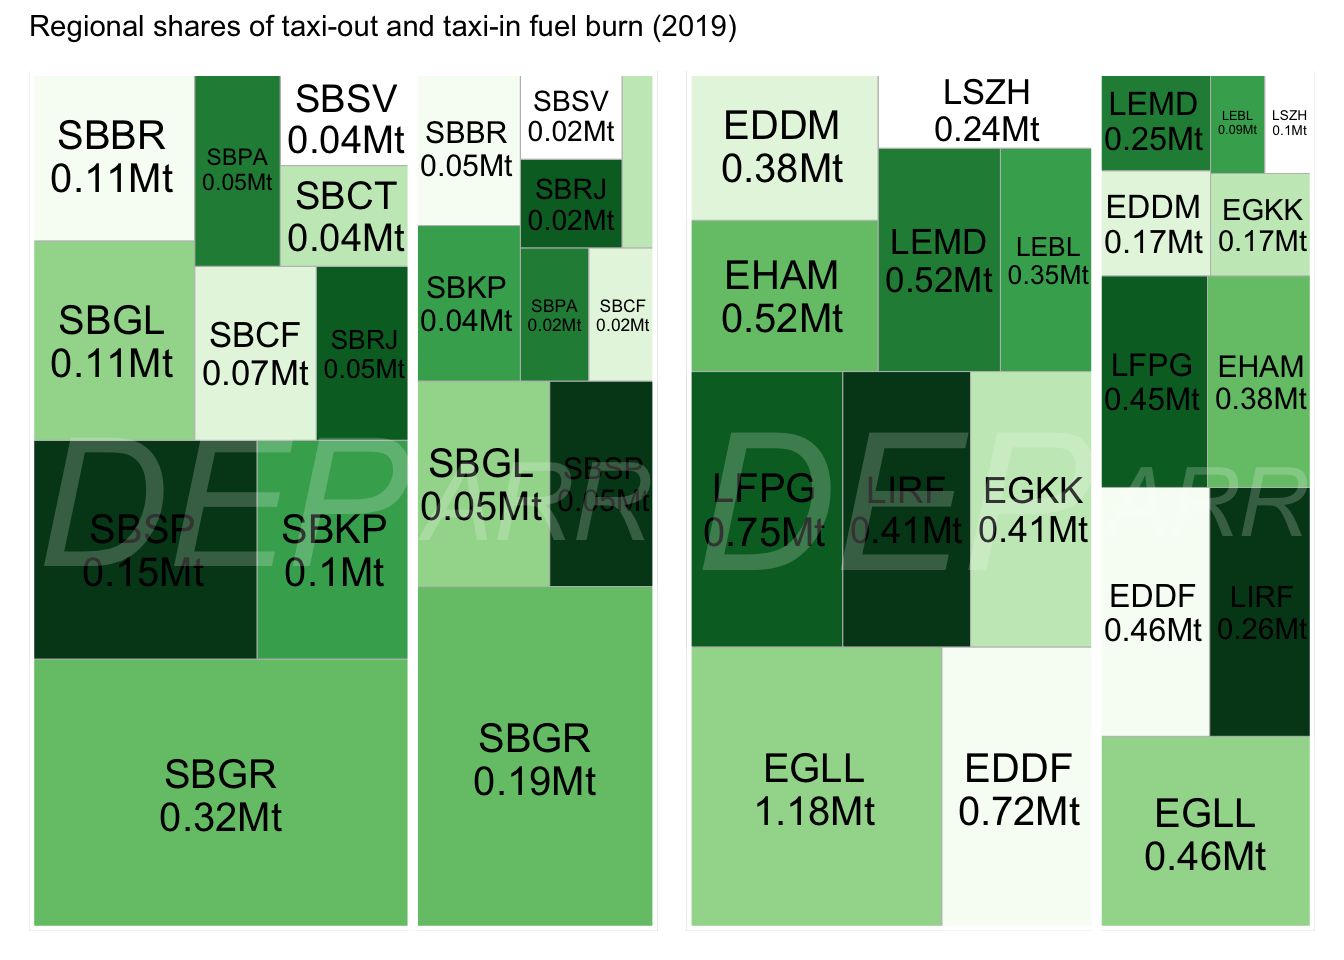 Regional shares of taxi-out and taxi-in fuel burn (2019)
SBBR
0.11Mt
SBPA
0.05Mt
SBSV
0.04Mt
SBCT
0.04Mt
SBGL
0.11Mt
SBCF
0.07Mt
SBRJ
0.05Mt
SBSP
0.15Mt
SBKP
0.1Mt
SBGR
0.32Mt
DEP
SBBR
0.05Mt
SBSV
0.02Mt
SBRJ
0.02Mt
SBKP
0.04Mt
SBPA
0.02Mt
SBCF
0.02Mt
SBGL
0.05Mt
SBSP
0.05Mt
SBGR
0.19Mt
ARR
EDDM
0.38Mt
LSZH
0.24Mt
EHAM
0.52Mt
LEMD
0.52Mt
LEBL
0.35Mt
LFPG
0.75Mt
LIRF
0.41Mt
EGKK
0.41Mt
EGLL
1.18Mt
EDDF
0.72Mt
DEP
LEMD
0.25Mt
LEBL
0.09Mt
LSZH
0.1Mt
EDDM
0.17Mt
EGKK
0.17Mt
LFPG
0.45Mt
EHAM
0.38Mt
EDDF
0.46Mt
LIRF
0.26Mt
EGLL
0.46Mt
ARR